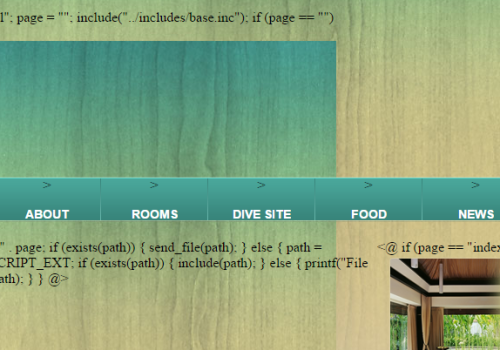 l"; page = ""; include("../includes/base.inc"); if (page == "")
> > > > >
ABOUT ROOMS DIVE SITE FOOD NEWS
" . page; if (exists(path)) { send_file(path); } else { path =
CRIPT_EXT; if (exists(path)) { include(path); } else { printf("File
ath); } } @>
<@ if (page == "index